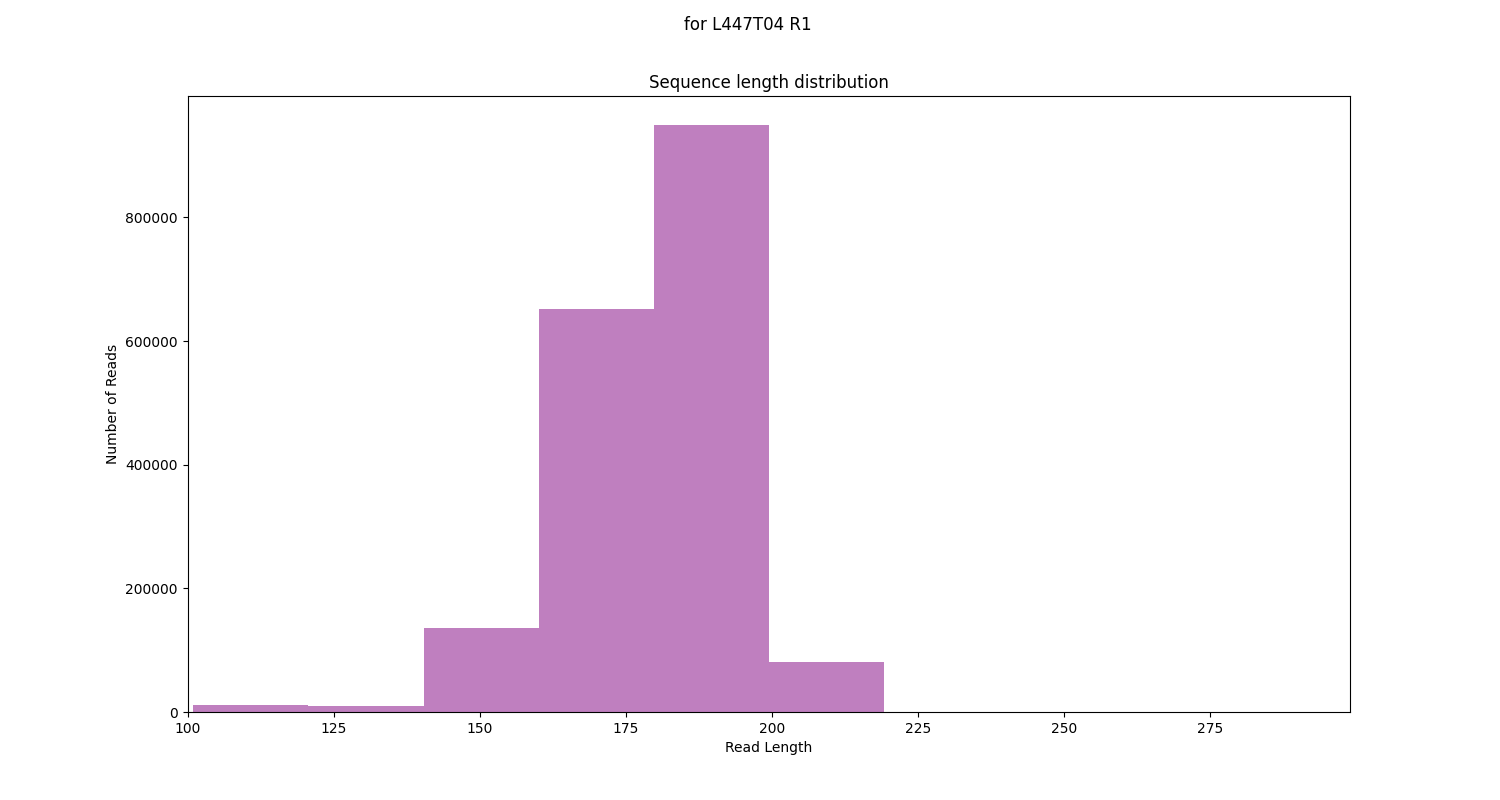 for L447T04 R1
Sequence length distribution
Number of Reads
800000
600000
400000
200000
0
100 125 150 175 200 225 250 275
Read Length